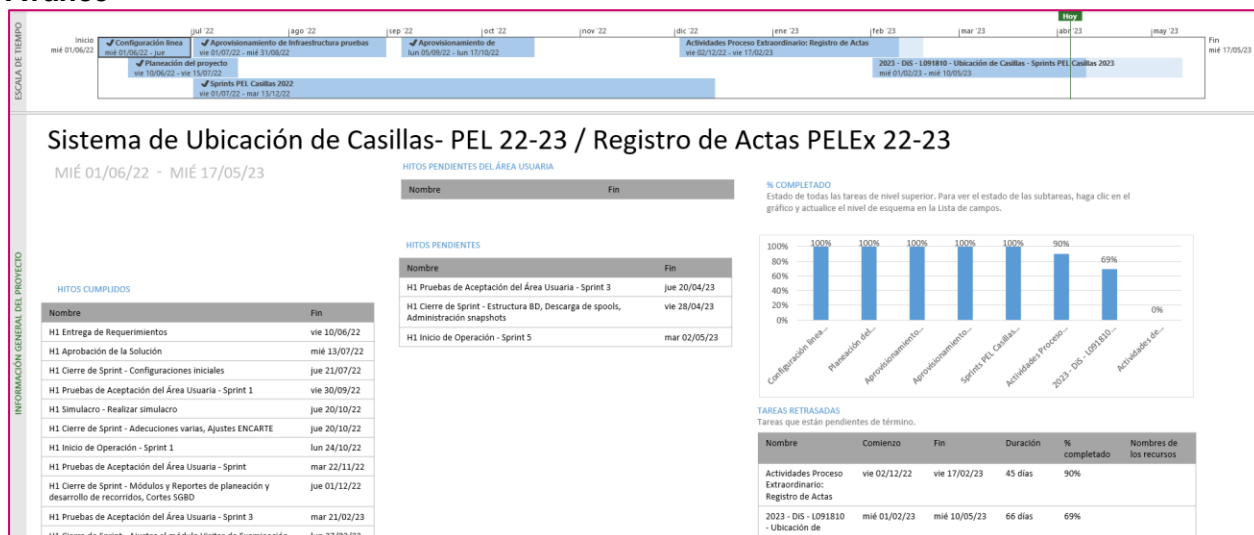 ESCALA DE TIEMPO
Inicio
mié 01/06/22
jul '22
ago '22
sep '22
oct '22
nov '22
dic '22
ene '23
feb '23
mar '23
abr '23
may '23
Hoy
Fin
mié 17/05/23
Configuración linea
mié 01/06/22 - jue
Aprovisionamiento de Infraestructura pruebas
vie 01/07/22 - mié 31/08/22
Aprovisionamiento de
lun 05/09/22 - lun 17/10/22
Actividades Proceso Extraordinario: Registro de Actas
vie 02/12/22 - vie 17/02/23
Planeación del proyecto
vie 10/06/22 - vie 15/07/22
2023 - DiS - L091810 - Ubicación de Casillas - Sprints PEL Casillas 2023
mié 01/02/23 - mié 10/05/23
Sprints PEL Casillas 2022
vie 01/07/22 - mar 13/12/22
INFORMACIÓN GENERAL DEL PROYECTO
Sistema de Ubicación de Casillas- PEL 22-23 / Registro de Actas PELEx 22-23
MIÉ 01/06/22 - MIÉ 17/05/23
HITOS CUMPLIDOS
Nombre Fin
H1 Entrega de Requerimientos vie 10/06/22
H1 Aprobación de la Solución mié 13/07/22
H1 Cierre de Sprint - Configuraciones iniciales jue 21/07/22
H1 Pruebas de Aceptación del Área Usuaria - Sprint 1 vie 30/09/22
H1 Simulacro - Realizar simulacro jue 20/10/22
H1 Cierre de Sprint - Adecuciones varias, Ajustes ENCARTE jue 20/10/22
H1 Inicio de Operación - Sprint 1 lun 24/10/22
H1 Pruebas de Aceptación del Área Usuaria - Sprint mar 22/11/22
H1 Cierre de Sprint - Módulos y Reportes de planeación y jue 01/12/22
desarrollo de recorridos, Cortes SGBD
H1 Pruebas de Aceptación del Área Usuaria - Sprint 3 mar 21/02/23
HITOS PENDIENTES DEL ÁREA USUARIA
Nombre Fin
HITOS PENDIENTES
Nombre Fin
H1 Pruebas de Aceptación del Área Usuaria - Sprint 3 jue 20/04/23
H1 Cierre de Sprint - Estructura BD, Descarga de spools, vie 28/04/23
Administración snapshots
H1 Inicio de Operación - Sprint 5 mar 02/05/23
% COMPLETADO
Estado de todas las tareas de nivel superior. Para ver el estado de las subtareas, haga clic en el
gráfico y actualice el nivel de esquema en la Lista de campos.
100%
80%
60%
40%
20%
0%
100% 100% 100% 100% 100% 90% 69% 0%
Configuración linea...
Planeación del...
Aprovisionamiento...
Aprovisionamiento...
Sprints PEL Casillas...
Actividades Proceso...
2023 - DiS - L091810...
Actividades de...
TAREAS RETRASADAS
Tareas que están pendientes de término.
Nombre Comienzo Fin Duración % completado Nombres de los recursos
Actividades Proceso vie 02/12/22 vie 17/02/23 45 días 90%
Extraordinario:
Registro de Actas
2023 - DiS - L091810 mié 01/02/23 mié 10/05/23 66 días 69%
- Ubicación de